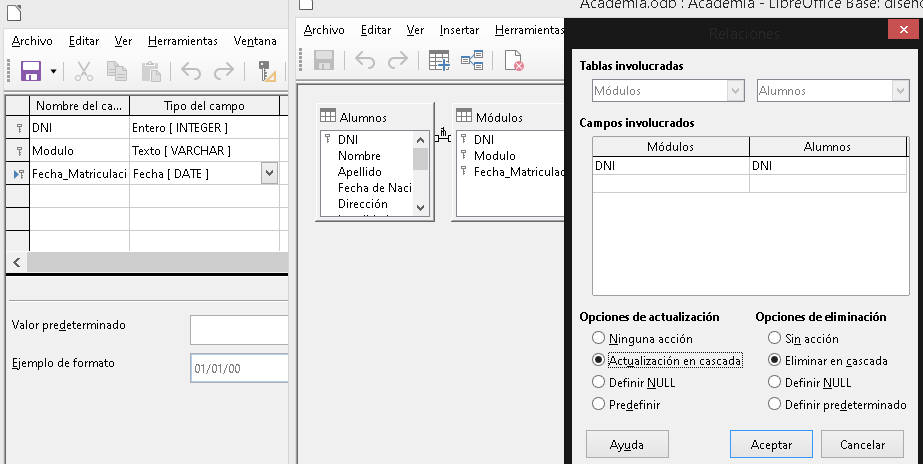 Academia.odb : Academia - LibreOffice Base: diseño
Archivo Editar Ver Herramientas Ventana
Nombre del ca... Tipo del campo
DNI Entero [ INTEGER ]
Modulo Texto [ VARCHAR ]
Fecha_Matriculaci Fecha [ DATE ]
Valor predeterminado
Ejemplo de formato 01/01/00
Archivo Editar Ver Insertar Herramientas
Alumnos
DNI
Nombre
Apellido
Fecha de Naci
Dirección
n
Módulos
DNI
Modulo
Fecha_Matriculac
Relaciones
Tablas involucradas
Módulos Alumnos
Campos involucrados
Módulos Alumnos
DNI DNI
Opciones de actualización
Ninguna acción
Actualización en cascada
Definir NULL
Predefinir
Opciones de eliminación
Sin acción
Eliminar en cascada
Definir NULL
Definir predeterminado
Ayuda Aceptar Cancelar